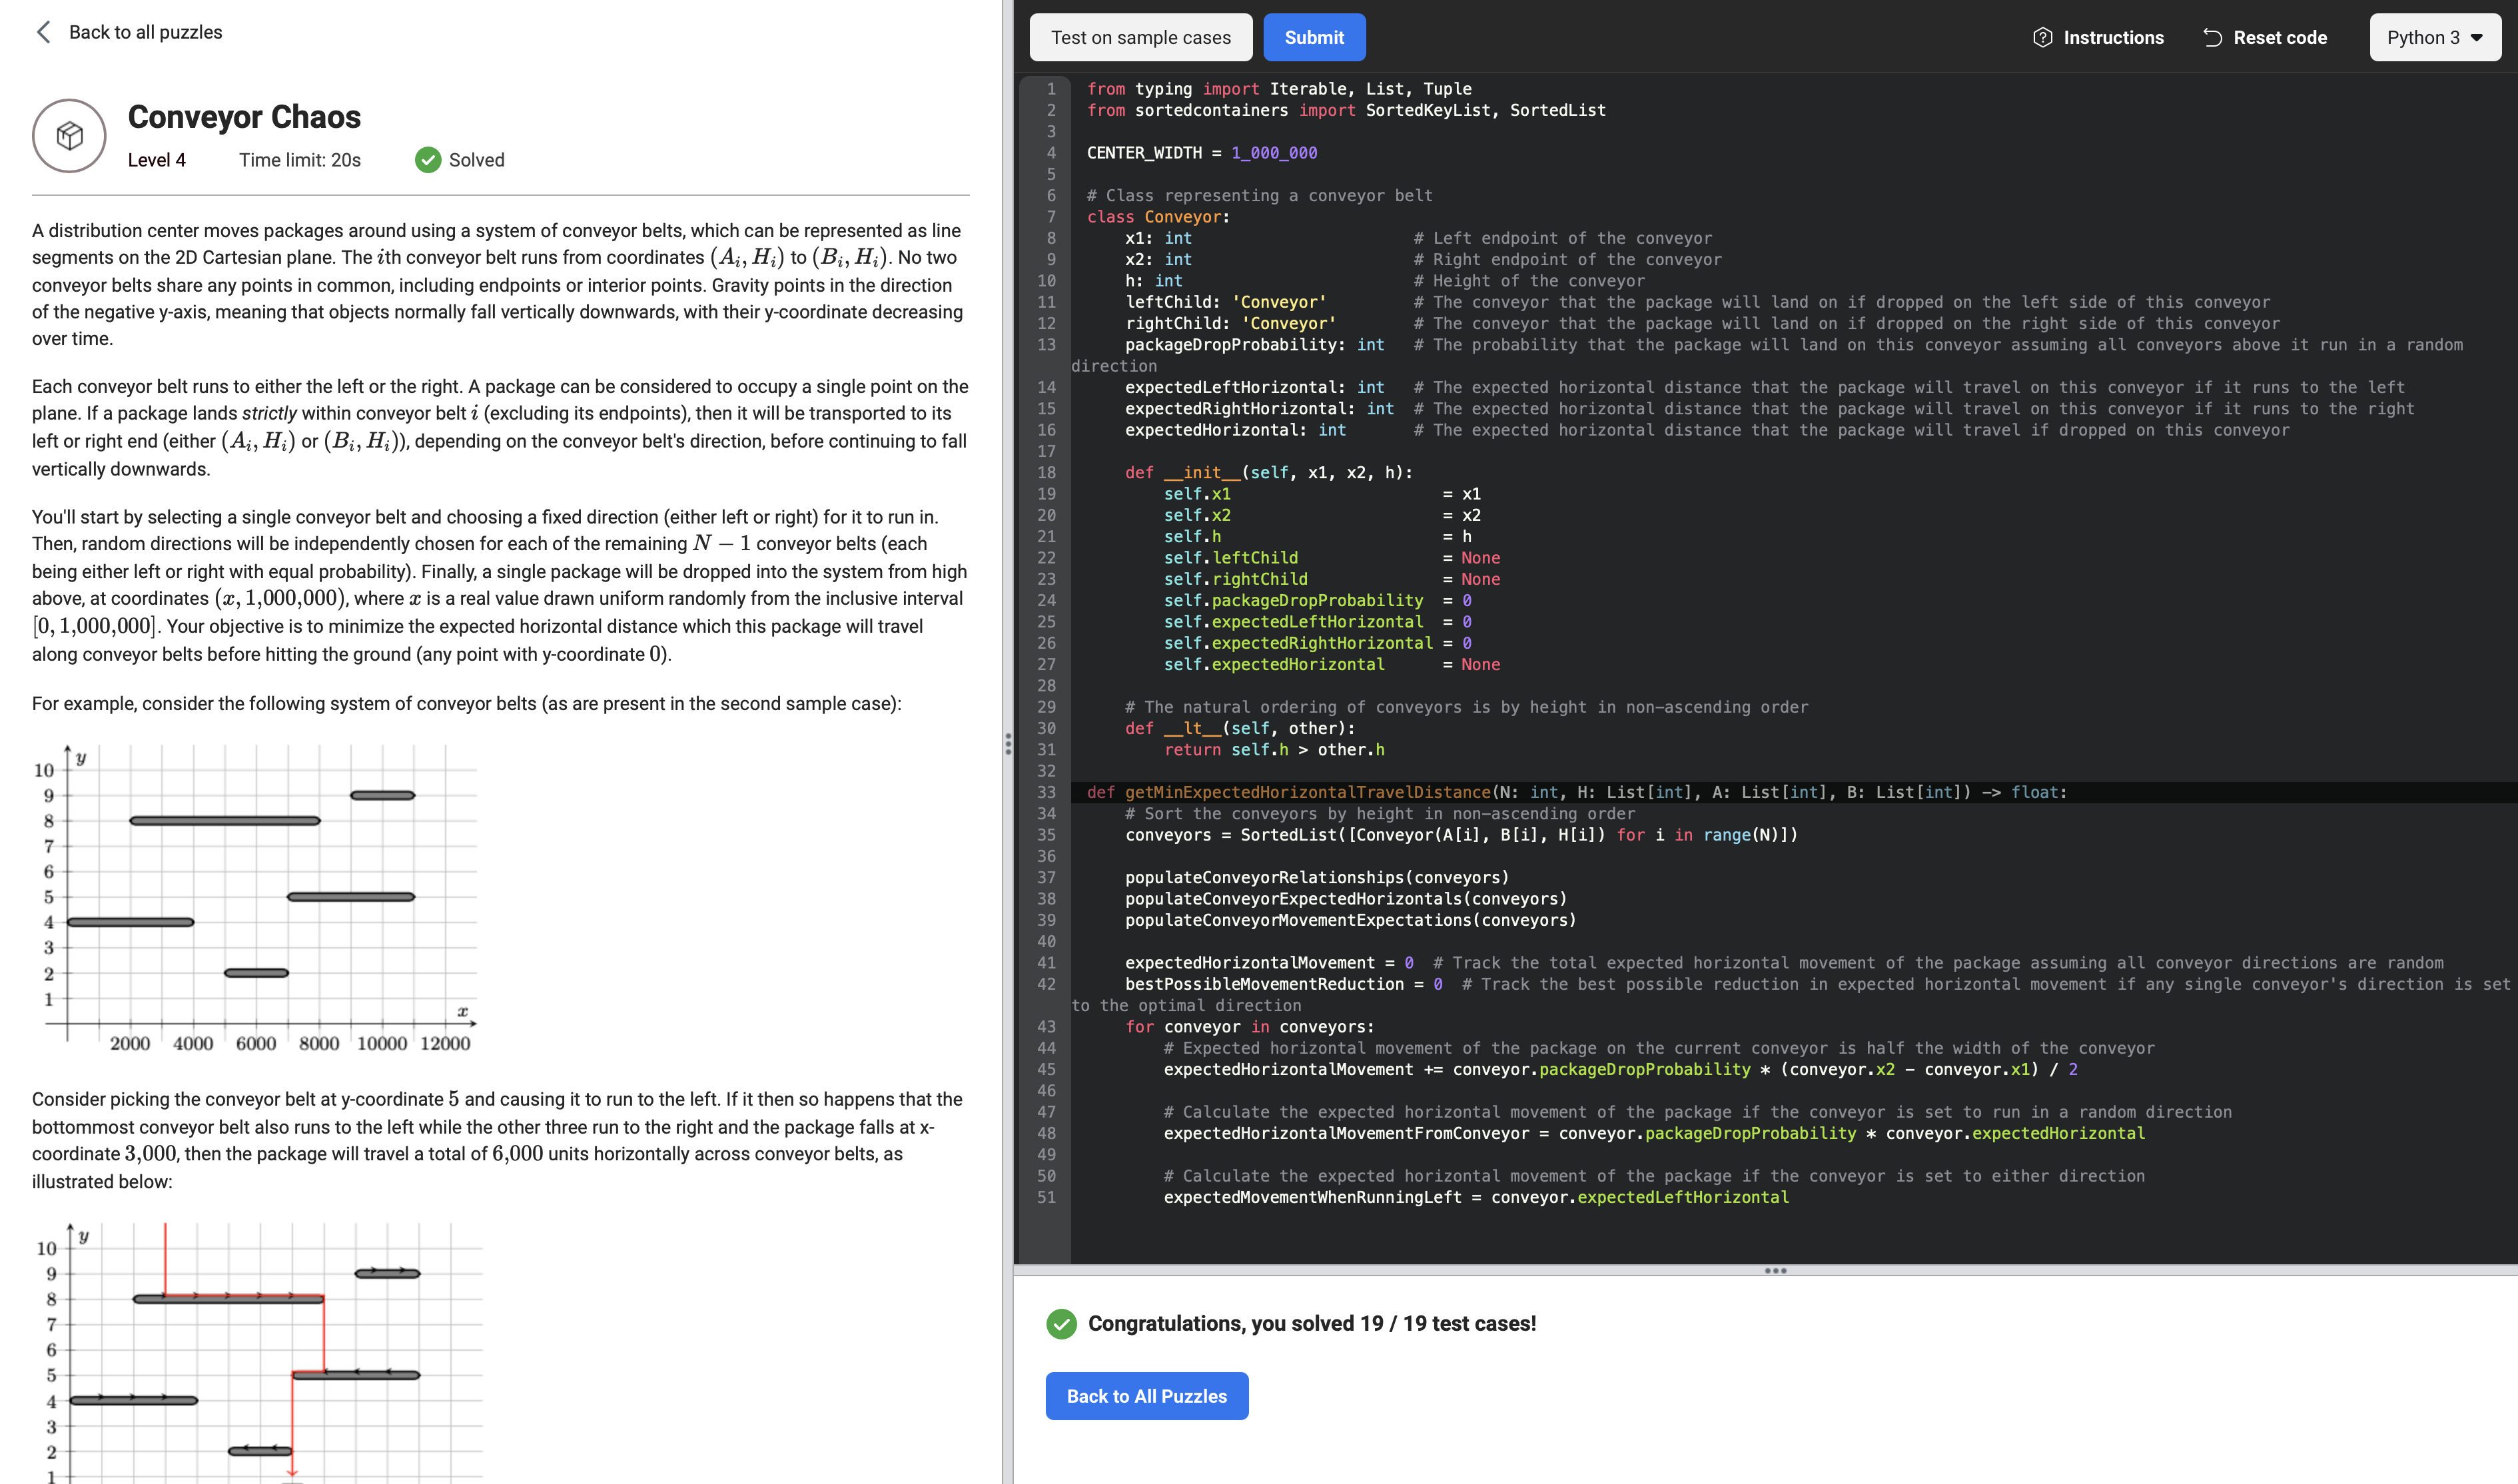 Back to all puzzles
Conveyor Chaos
Level 4 Time limit: 20s Solved
A distribution center moves packages around using a system of conveyor belts, which can be represented as line
segments on the 2D Cartesian plane. The ith conveyor belt runs from coordinates (A_i, H_i) to (B_i, H_i). No two
conveyor belts share any points in common, including endpoints or interior points. Gravity points in the direction
of the negative y-axis, meaning that objects normally fall vertically downwards, with their y-coordinate decreasing
over time.
Each conveyor belt runs to either the left or the right. A package can be considered to occupy a single point on the
plane. If a package lands strictly within conveyor belt i (excluding its endpoints), then it will be transported to its
left or right end (either (A_i, H_i) or (B_i, H_i)), depending on the conveyor belt's direction, before continuing to fall
vertically downwards.
You'll start by selecting a single conveyor belt and choosing a fixed direction (either left or right) for it to run in.
Then, random directions will be independently chosen for each of the remaining N − 1 conveyor belts (each
being either left or right with equal probability). Finally, a single package will be dropped into the system from high
above, at coordinates (x, 1,000,000), where x is a real value drawn uniform randomly from the inclusive interval
[0, 1,000,000]. Your objective is to minimize the expected horizontal distance which this package will travel
along conveyor belts before hitting the ground (any point with y-coordinate 0).
For example, consider the following system of conveyor belts (as are present in the second sample case):
y
10
9
8
7
6
5
4
3
2
1
x
2000 4000 6000 8000 10000 12000
Consider picking the conveyor belt at y-coordinate 5 and causing it to run to the left. If it then so happens that the
bottommost conveyor belt also runs to the left while the other three run to the right and the package falls at x-
coordinate 3,000, then the package will travel a total of 6,000 units horizontally across conveyor belts, as
illustrated below:
y
10
9
8
7
6
5
4
3
2
1
Test on sample cases Submit Instructions Reset code Python 3
1 from typing import Iterable, List, Tuple
2 from sortedcontainers import SortedKeyList, SortedList
3
4 CENTER_WIDTH = 1_000_000
5
6 # Class representing a conveyor belt
7 class Conveyor:
8 x1: int # Left endpoint of the conveyor
9 x2: int # Right endpoint of the conveyor
10 h: int # Height of the conveyor
11 leftChild: 'Conveyor' # The conveyor that the package will land on if dropped on the left side of this conveyor
12 rightChild: 'Conveyor' # The conveyor that the package will land on if dropped on the right side of this conveyor
13 packageDropProbability: int # The probability that the package will land on this conveyor assuming all conveyors above it run in a random
direction
14 expectedLeftHorizontal: int # The expected horizontal distance that the package will travel on this conveyor if it runs to the left
15 expectedRightHorizontal: int # The expected horizontal distance that the package will travel on this conveyor if it runs to the right
16 expectedHorizontal: int # The expected horizontal distance that the package will travel if dropped on this conveyor
17
18 def __init__(self, x1, x2, h):
19 self.x1 = x1
20 self.x2 = x2
21 self.h = h
22 self.leftChild = None
23 self.rightChild = None
24 self.packageDropProbability = 0
25 self.expectedLeftHorizontal = 0
26 self.expectedRightHorizontal = 0
27 self.expectedHorizontal = None
28
29 # The natural ordering of conveyors is by height in non-ascending order
30 def __lt__(self, other):
31 return self.h > other.h
32
33 def getMinExpectedHorizontalTravelDistance(N: int, H: List[int], A: List[int], B: List[int]) -> float:
34 # Sort the conveyors by height in non-ascending order
35 conveyors = SortedList([Conveyor(A[i], B[i], H[i]) for i in range(N)])
36
37 populateConveyorRelationships(conveyors)
38 populateConveyorExpectedHorizontals(conveyors)
39 populateConveyorMovementExpectations(conveyors)
40
41 expectedHorizontalMovement = 0 # Track the total expected horizontal movement of the package assuming all conveyor directions are random
42 bestPossibleMovementReduction = 0 # Track the best possible reduction in expected horizontal movement if any single conveyor's direction is set
to the optimal direction
43 for conveyor in conveyors:
44 # Expected horizontal movement of the package on the current conveyor is half the width of the conveyor
45 expectedHorizontalMovement += conveyor.packageDropProbability * (conveyor.x2 - conveyor.x1) / 2
46
47 # Calculate the expected horizontal movement of the package if the conveyor is set to run in a random direction
48 expectedHorizontalMovementFromConveyor = conveyor.packageDropProbability * conveyor.expectedHorizontal
49
50 # Calculate the expected horizontal movement of the package if the conveyor is set to either direction
51 expectedMovementWhenRunningLeft = conveyor.expectedLeftHorizontal
Congratulations, you solved 19 / 19 test cases!
Back to All Puzzles